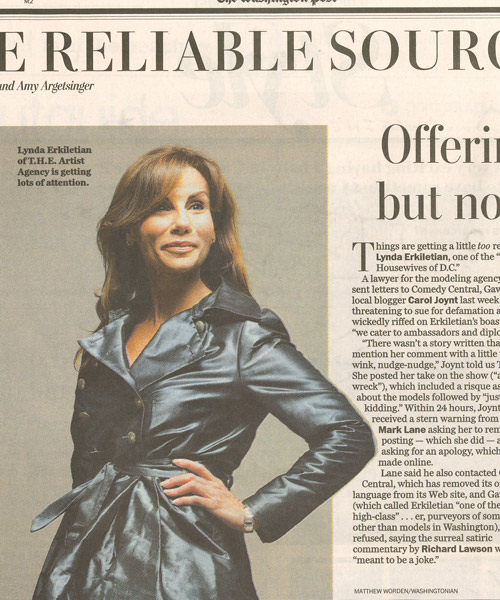 M2
The Washington Post
E RELIABLE SOURC
and Amy Argetsinger
Lynda Erkiletian
of T.H.E. Artist
Agency is getting
lots of attention.
Offerin
but no
Things are getting a little too re
Lynda Erkiletian, one of the "
Housewives of D.C."
A lawyer for the modeling agency
sent letters to Comedy Central, Gaw
local blogger Carol Joynt last week
threatening to sue for defamation a
wickedly riffed on Erkiletian's boas
"we cater to ambassadors and diplo
"There wasn't a story written tha
mention her comment with a little
wink, nudge-nudge," Joynt told us T
She posted her take on the show ("a
wreck"), which included a risque as
about the models followed by "just
kidding." Within 24 hours, Joynt
received a stern warning from
Mark Lane asking her to rem
posting — which she did — a
asking for an apology, which
made online.
Lane said he also contacted C
Central, which has removed its o
language from its Web site, and Ga
(which called Erkiletian "one of the
high-class" . . . er, purveyors of som
other than models in Washington),
refused, saying the surreal satiric
commentary by Richard Lawson w
"meant to be a joke."
MATTHEW WORDEN/WASHINGTONIAN